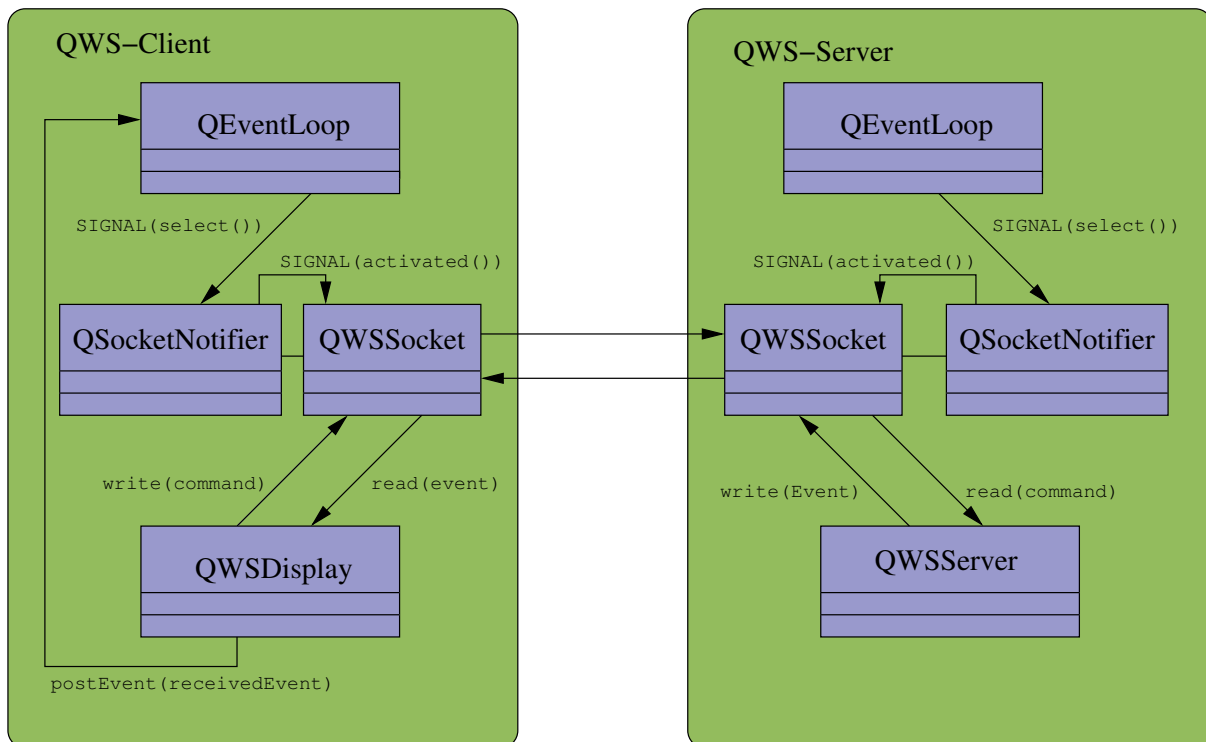 QWS−Client
QEventLoop
SIGNAL(select())
SIGNAL(activated())
QSocketNotifier
QWSSocket
write(command)
read(event)
QWSDisplay
postEvent(receivedEvent)
QWS−Server
QEventLoop
SIGNAL(select())
SIGNAL(activated())
QWSSocket
QSocketNotifier
write(Event)
read(command)
QWSServer